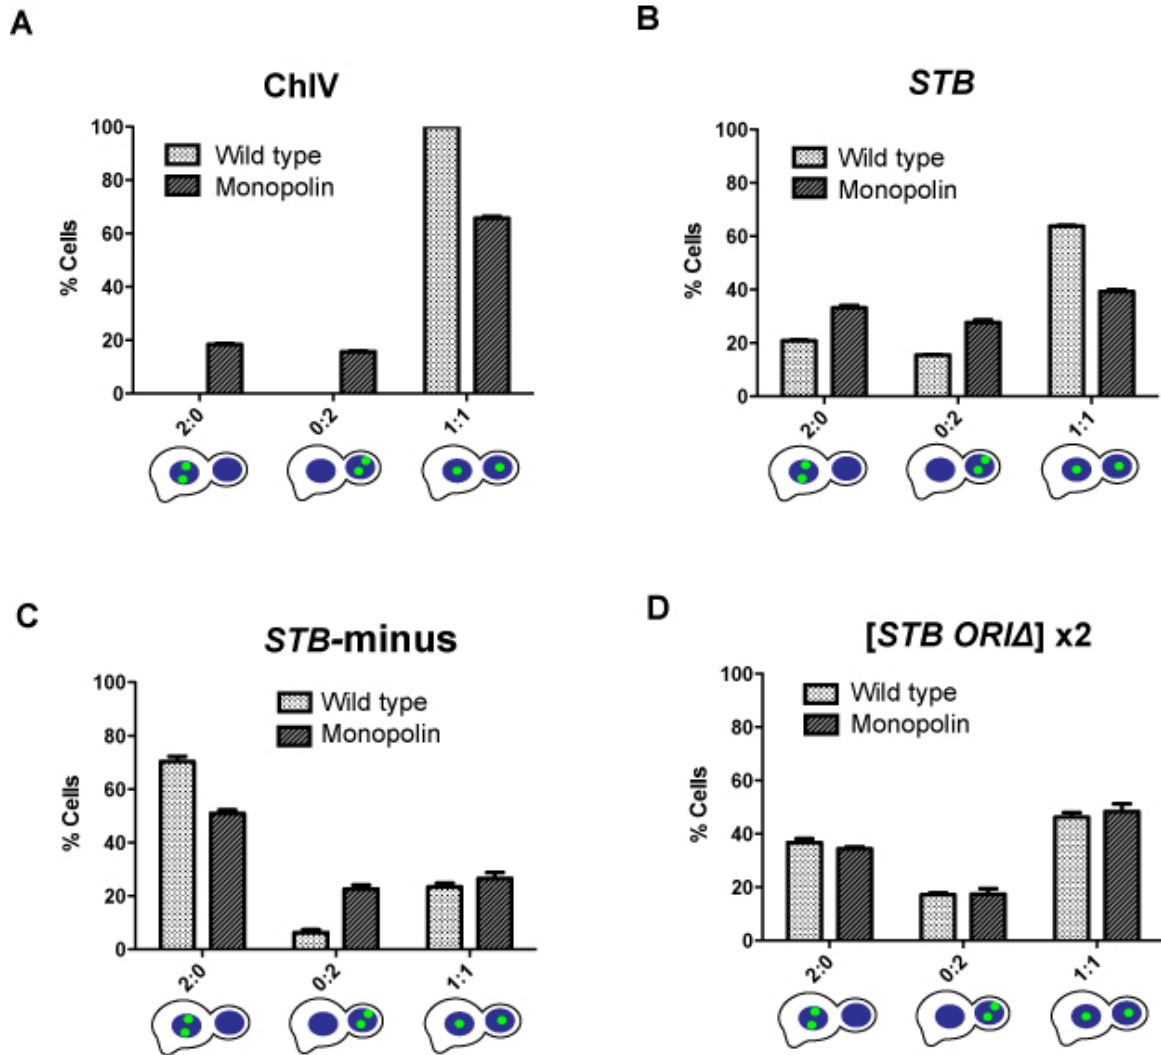 A
ChIV
Wild type
Monopolin
% Cells
100
80
60
40
20
0
2:0
0:2
1:1
B
STB
Wild type
Monopolin
% Cells
100
80
60
40
20
0
2:0
0:2
1:1
C
STB-minus
Wild type
Monopolin
% Cells
100
80
60
40
20
0
2:0
0:2
1:1
D
[STB ORIΔ] x2
Wild type
Monopolin
% Cells
100
80
60
40
20
0
2:0
0:2
1:1